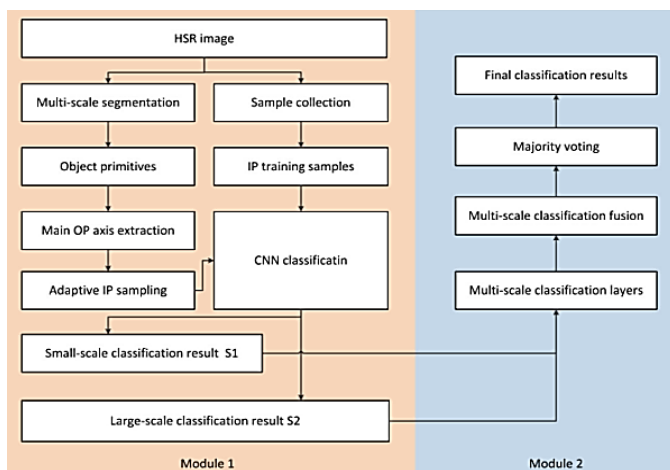 HSR image
Multi-scale segmentation
Sample collection
Object primitives
IP training samples
Main OP axis extraction
CNN classificatin
Adaptive IP sampling
Small-scale classification result S1
Large-scale classification result S2
Module 1
Final classification results
Majority voting
Multi-scale classification fusion
Multi-scale classification layers
Module 2